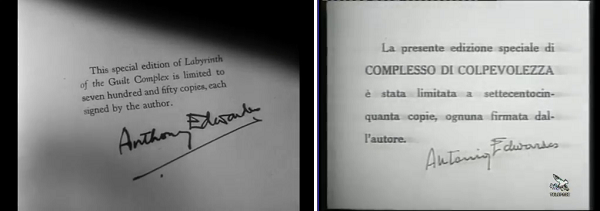 This special edition of Labyrinth
of the Guilt Complex is limited to
seven hundred and fifty copies, each
signed by the author.
Anthony Edwardes
La presente edizione speciale di
COMPLESSO DI COLPEVOLEZZA
è stata limitata a settecentocin-
quanta copie, ognuna firmata dal-
l'autore.
Antonio Edwardes